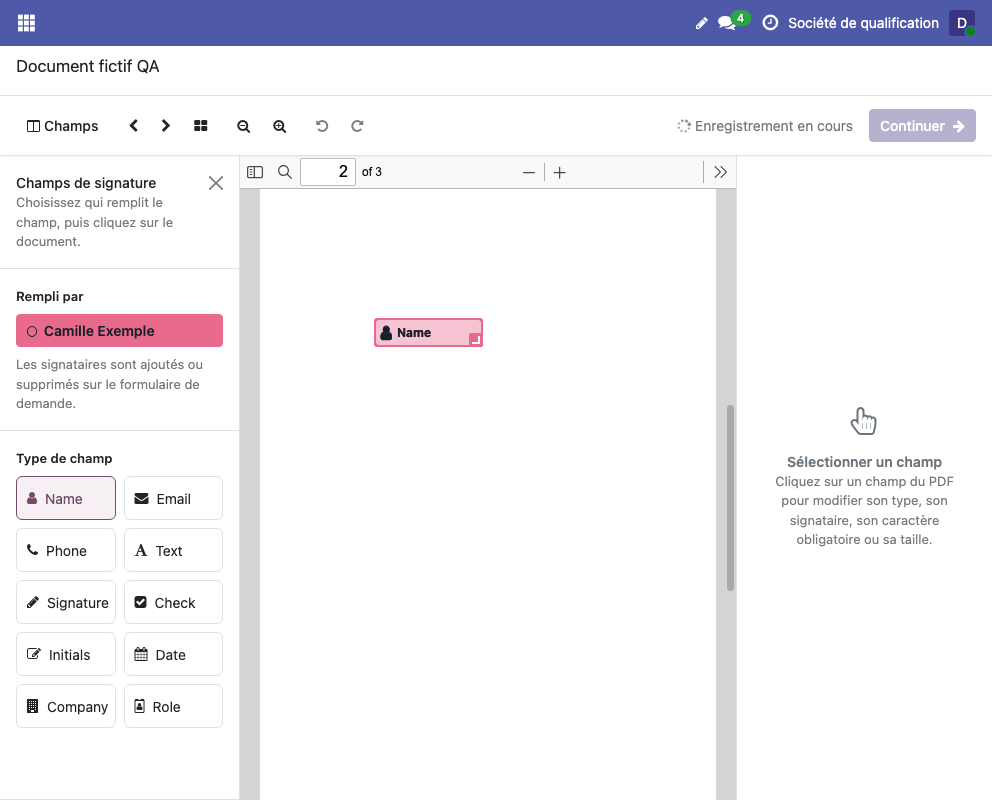 4
Société de qualification
D
Document fictif QA
Champs
Enregistrement en cours
Continuer
Champs de signature
Choisissez qui remplit le
champ, puis cliquez sur le
document.
Rempli par
Camille Exemple
Les signataires sont ajoutés ou
supprimés sur le formulaire de
demande.
Type de champ
Name
Email
Phone
Text
Signature
Check
Initials
Date
Company
Role
2
of 3
Name
Sélectionner un champ
Cliquez sur un champ du PDF
pour modifier son type, son
signataire, son caractère
obligatoire ou sa taille.